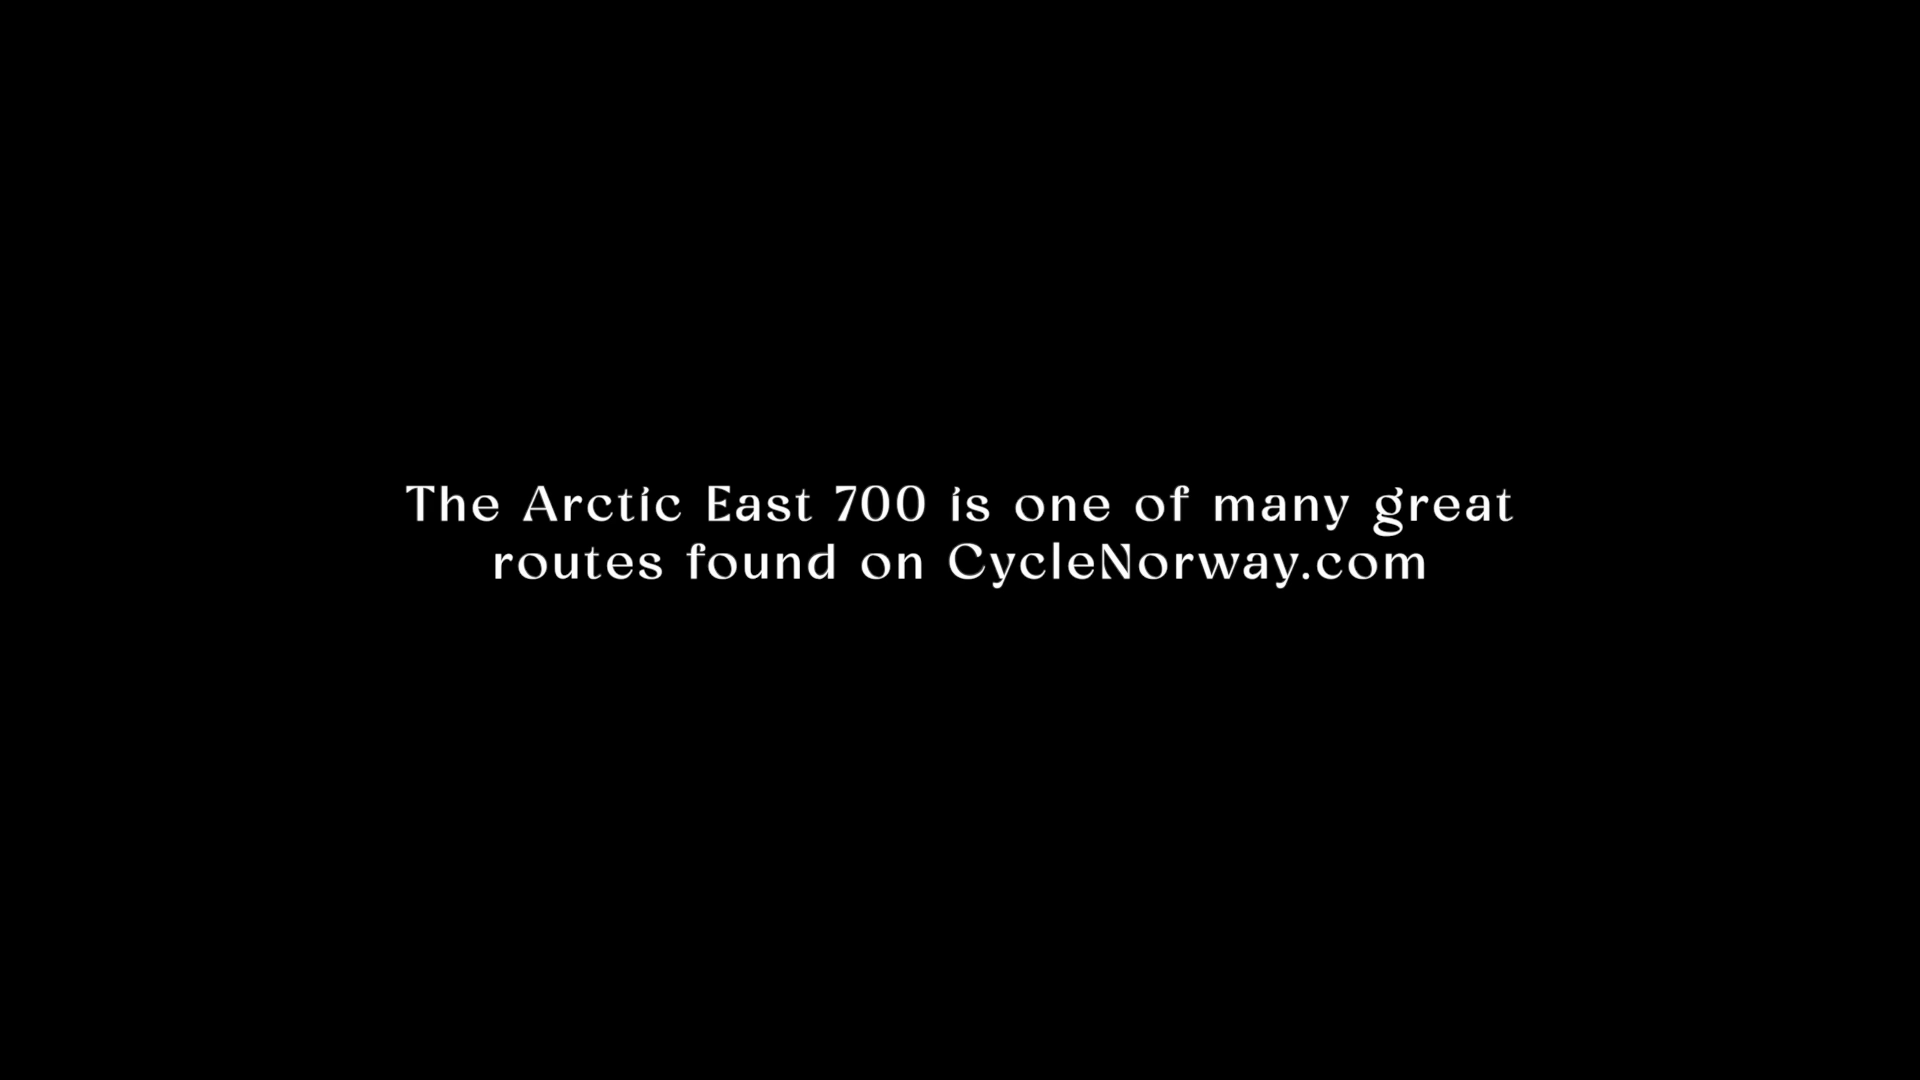 The Arctic East 700 is one of many great
routes found on CycleNorway.com